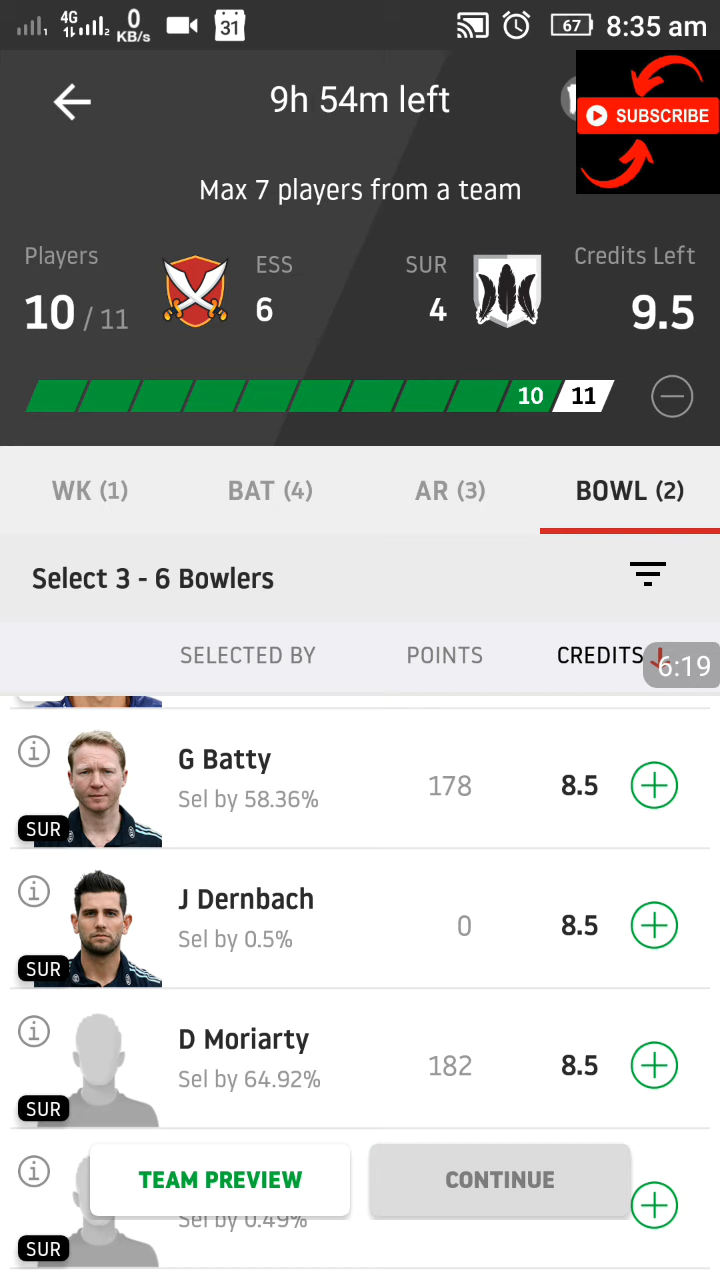 4G 0 KB/s 31 67 8:35 am
9h 54m left
SUBSCRIBE
Max 7 players from a team
Players ESS SUR Credits Left
10 / 11 6 4 9.5
10 11
WK (1) BAT (4) AR (3) BOWL (2)
Select 3 - 6 Bowlers
SELECTED BY POINTS CREDITS
6:19
G Batty
Sel by 58.36% 178 8.5
SUR
J Dernbach
Sel by 0.5% 0 8.5
SUR
D Moriarty
Sel by 64.92% 182 8.5
SUR
TEAM PREVIEW CONTINUE
Sel by 0.49%
SUR